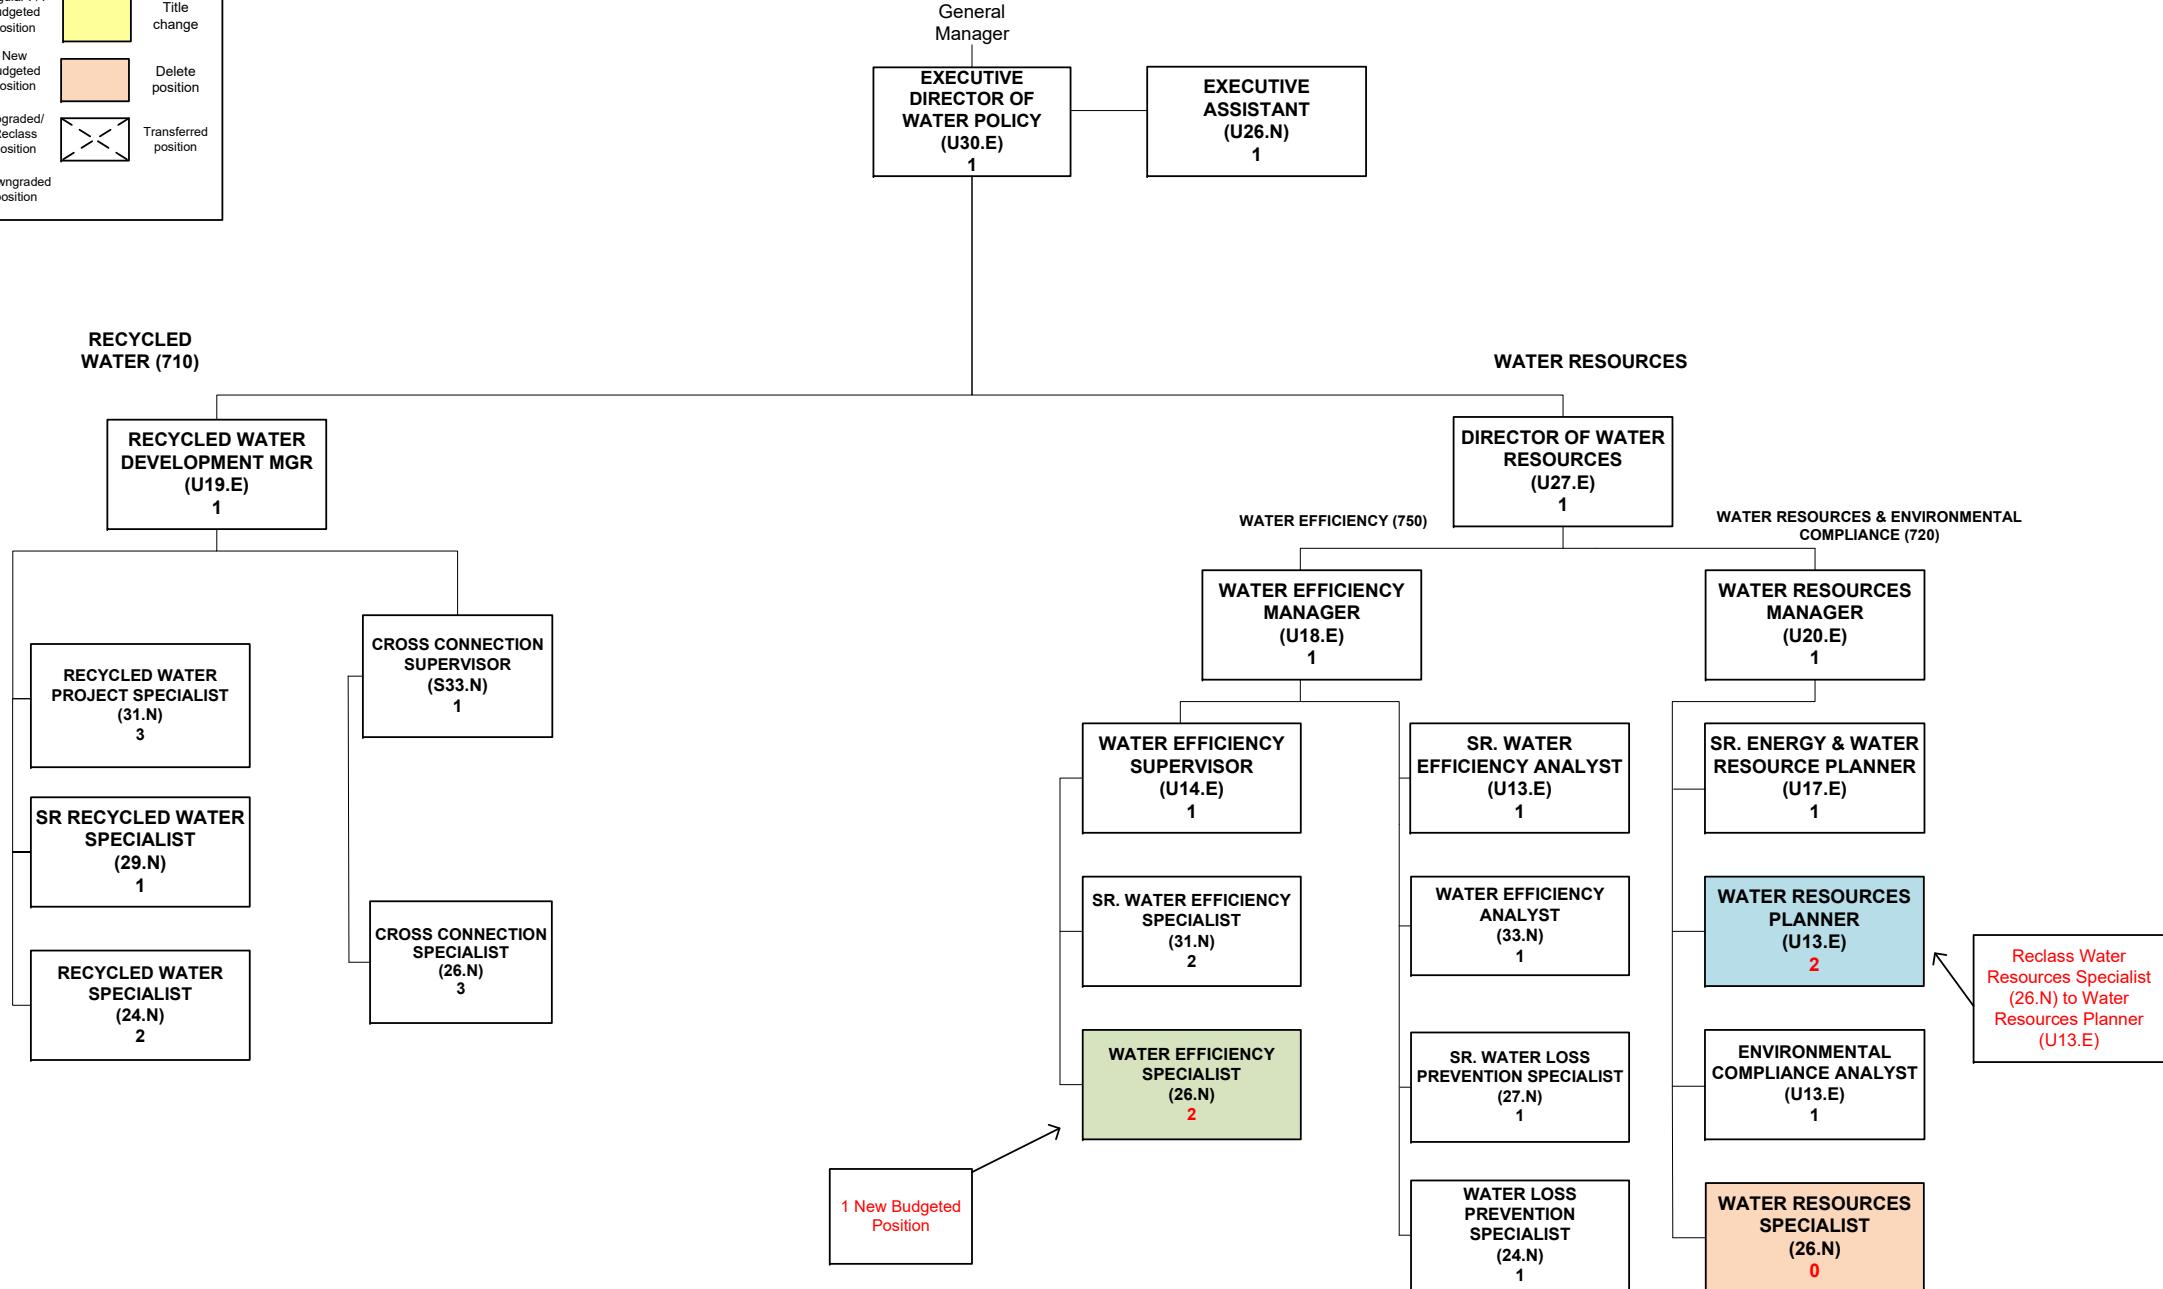 Title
change
New
Delete
position
Transferred
position
position
General
Manager
EXECUTIVE
DIRECTOR OF
WATER POLICY
(U30.E)
1
EXECUTIVE
ASSISTANT
(U26.N)
1
RECYCLED
WATER (710)
WATER RESOURCES
RECYCLED WATER
DEVELOPMENT MGR
(U19.E)
1
DIRECTOR OF WATER
RESOURCES
(U27.E)
1
WATER EFFICIENCY (750)
WATER RESOURCES & ENVIRONMENTAL
COMPLIANCE (720)
RECYCLED WATER
PROJECT SPECIALIST
(31.N)
3
SR RECYCLED WATER
SPECIALIST
(29.N)
1
RECYCLED WATER
SPECIALIST
(24.N)
2
CROSS CONNECTION
SUPERVISOR
(S33.N)
1
CROSS CONNECTION
SPECIALIST
(26.N)
3
WATER EFFICIENCY
MANAGER
(U18.E)
1
WATER EFFICIENCY
SUPERVISOR
(U14.E)
1
SR. WATER EFFICIENCY
SPECIALIST
(31.N)
2
WATER EFFICIENCY
SPECIALIST
(26.N)
2
1 New Budgeted
Position
SR. WATER
EFFICIENCY ANALYST
(U13.E)
1
WATER EFFICIENCY
ANALYST
(33.N)
1
SR. WATER LOSS
PREVENTION SPECIALIST
(27.N)
1
WATER LOSS
PREVENTION
SPECIALIST
(24.N)
1
WATER RESOURCES
MANAGER
(U20.E)
1
SR. ENERGY & WATER
RESOURCE PLANNER
(U17.E)
1
WATER RESOURCES
PLANNER
(U13.E)
2
Reclass Water
Resources Specialist
(26.N) to Water
Resources Planner
(U13.E)
ENVIRONMENTAL
COMPLIANCE ANALYST
(U13.E)
1
WATER RESOURCES
SPECIALIST
(26.N)
0